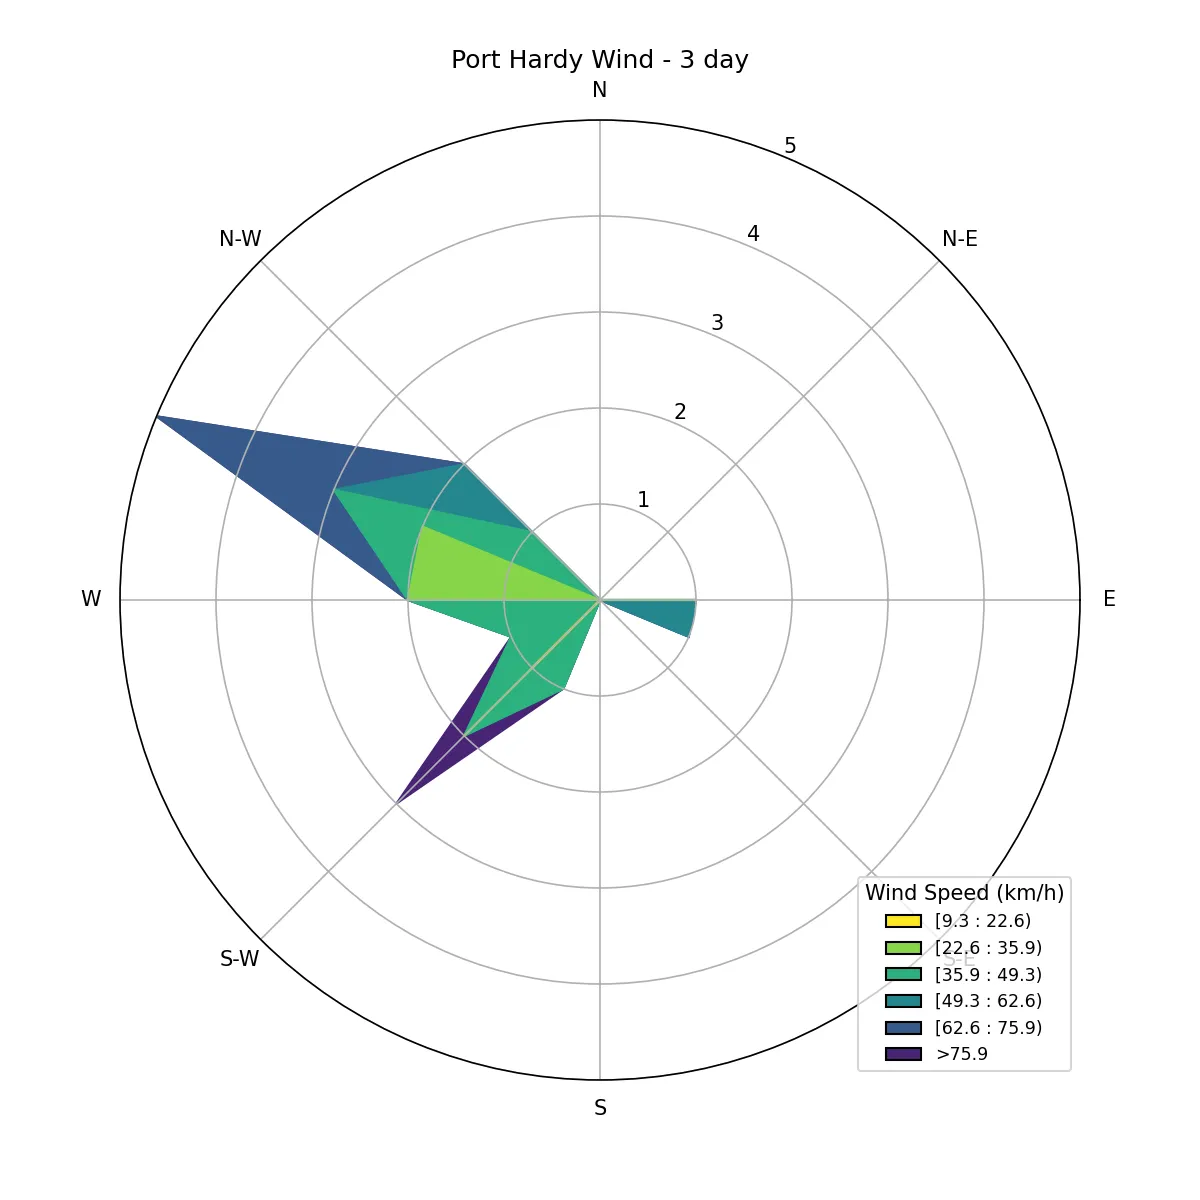 Port Hardy Wind - 3 day
N
5
N-W
4
N-E
3
2
1
W
E
S-W
S-E
S
Wind Speed (km/h)
[9.3 : 22.6)
[22.6 : 35.9)
[35.9 : 49.3)
[49.3 : 62.6)
[62.6 : 75.9)
>75.9